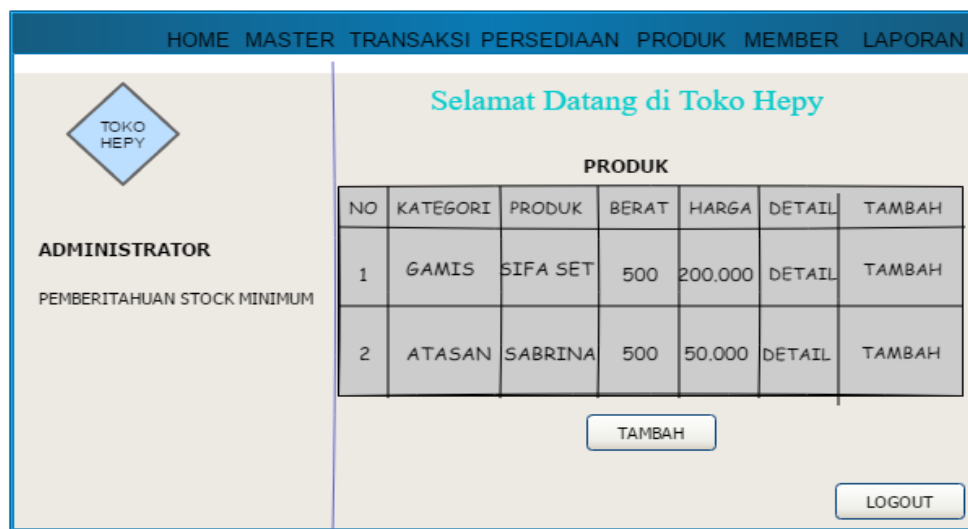 HOME MASTER TRANSAKSI PERSEDIAAN PRODUK MEMBER LAPORAN
TOKO
HEPY
Selamat Datang di Toko Hepy
PRODUK
NO KATEGORI PRODUK BERAT HARGA DETAIL TAMBAH
1 GAMIS SIFA SET 500 200.000 DETAIL TAMBAH
2 ATASAN SABRINA 500 50.000 DETAIL TAMBAH
ADMINISTRATOR
PEMBERITAHUAN STOCK MINIMUM
TAMBAH
LOGOUT